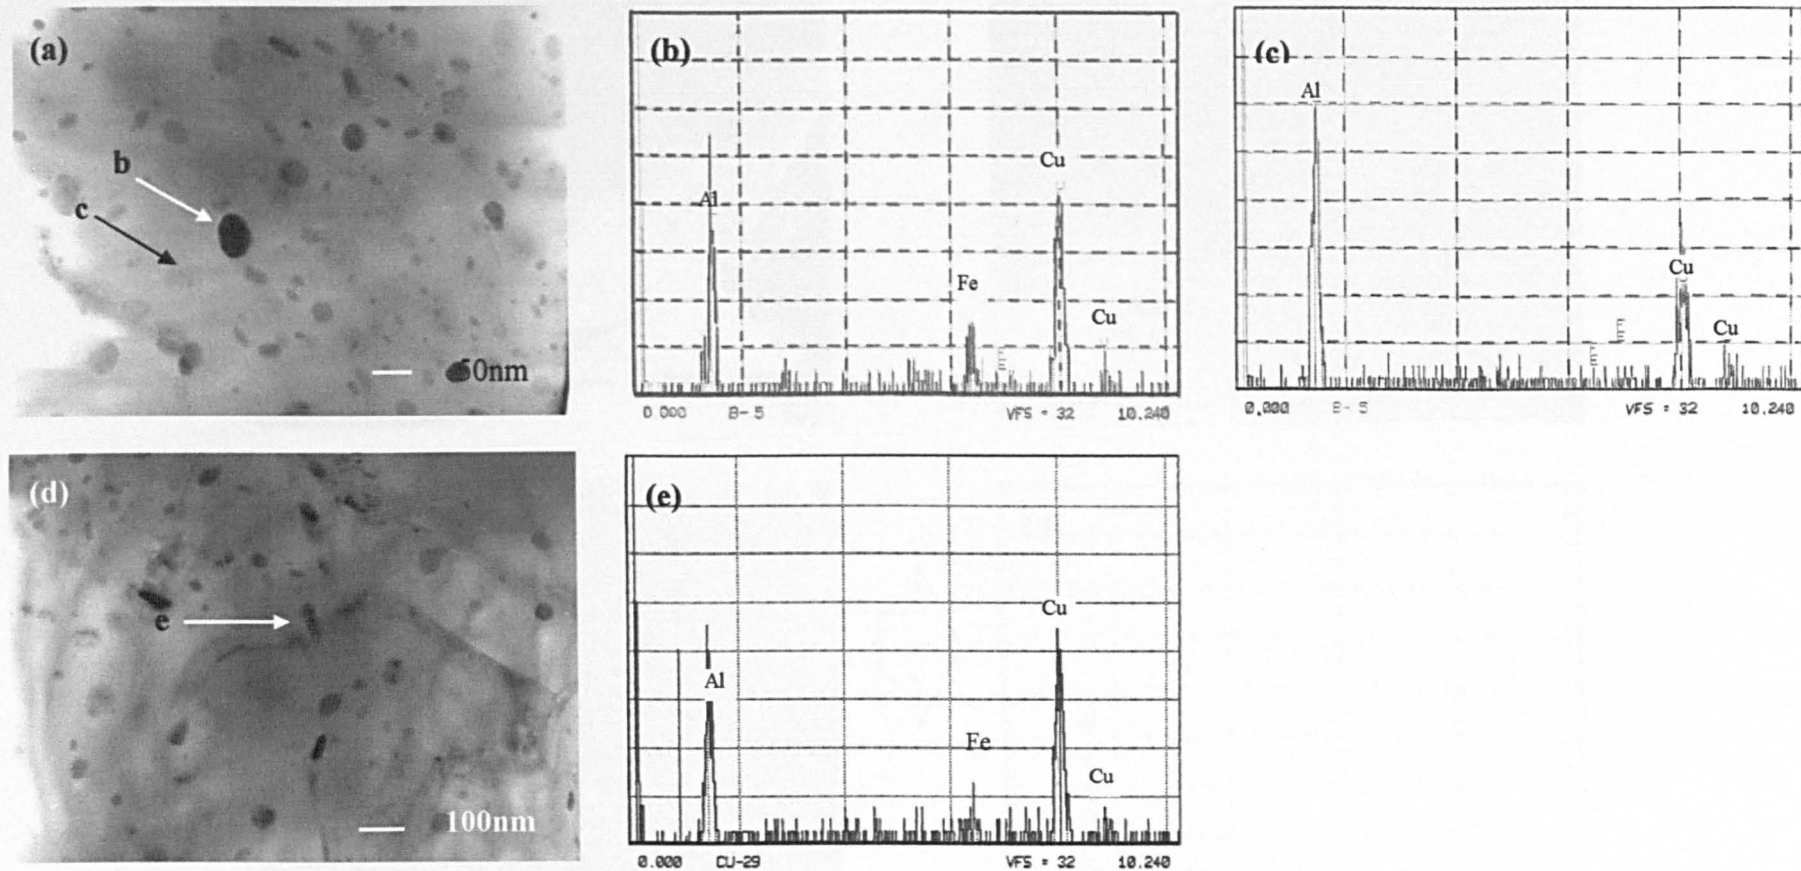 (a)
b
c
50nm
(b)
Al
Fe
Cu
Cu
0.000 B- 5 VFS = 32 10.240
(c)
Al
Cu
Cu
0.000 B- 5 VFS = 32 10.240
(d)
e
100nm
(e)
Al
Fe
Cu
Cu
0.000 CU-29 VFS = 32 10.240